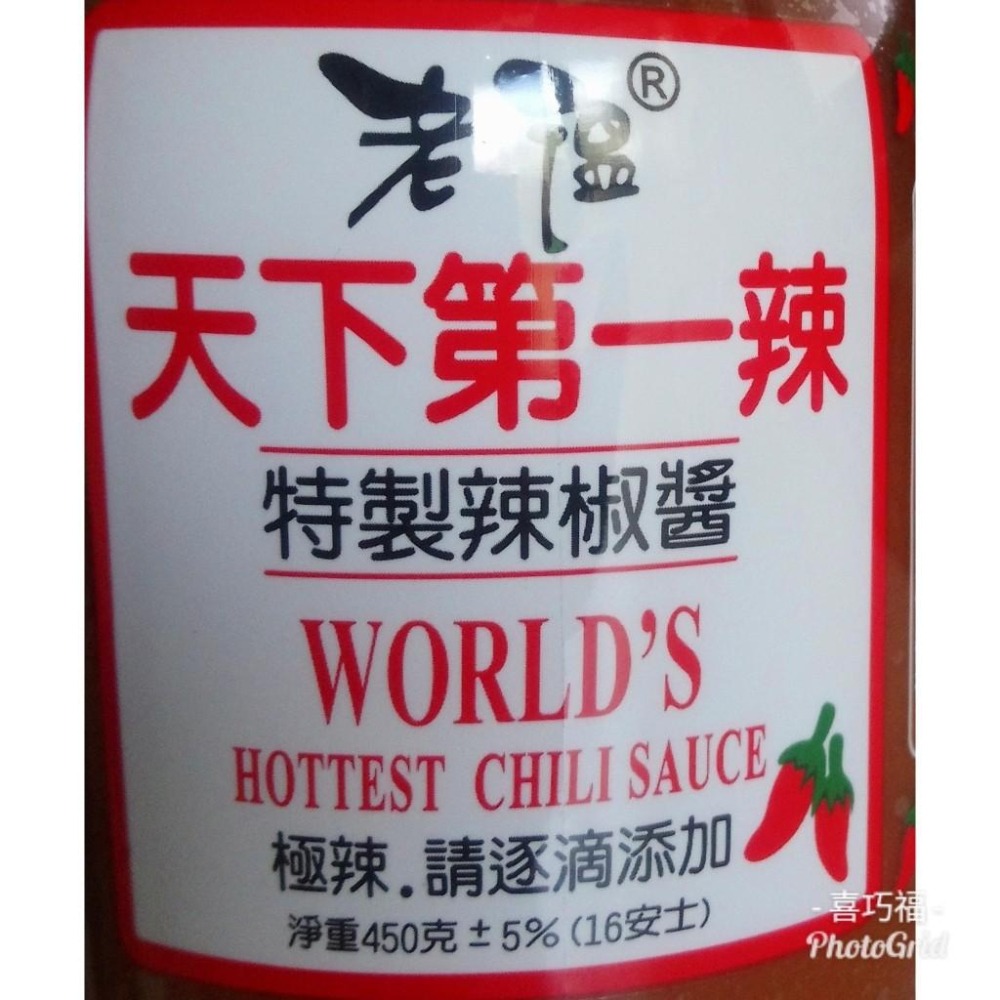 老騙®
天下第一辣
特製辣椒醬
WORLD'S
HOTTEST CHILI SAUCE
極辣.請逐滴添加
淨重450克±5%(16安士)
-喜巧福-
PhotoGrid